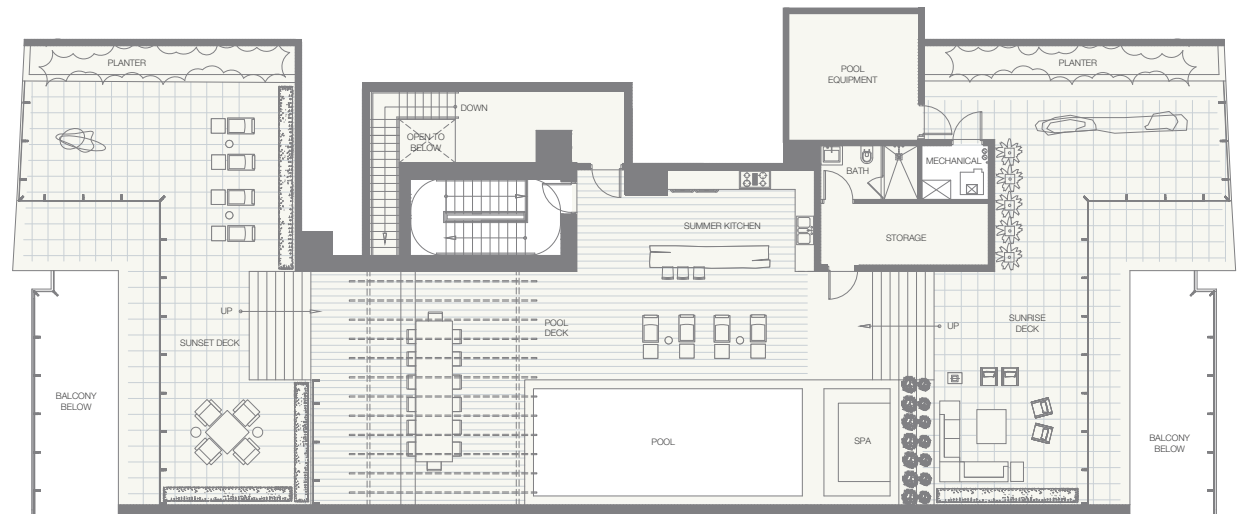 PLANTER
POOL
EQUIPMENT
PLANTER
DOWN
OPEN TO
BELOW
BATH
MECHANICAL
SUMMER KITCHEN
STORAGE
UP
POOL
DECK
UP
SUNRISE
DECK
SUNSET DECK
BALCONY
BELOW
POOL
SPA
BALCONY
BELOW